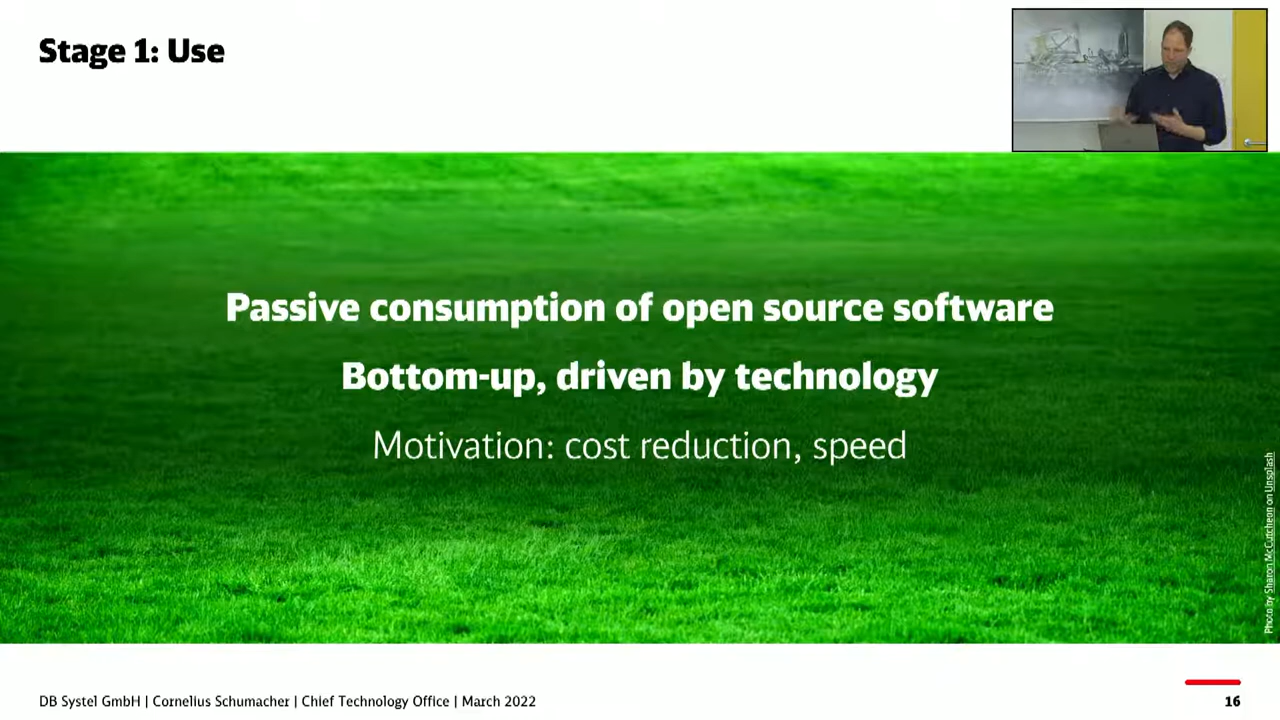 Stage 1: Use
Passive consumption of open source software
Bottom-up, driven by technology
Motivation: cost reduction, speed
Photo by Sharon McCutcheon on Unsplash
DB Systel GmbH | Cornelius Schumacher | Chief Technology Office | March 2022
16